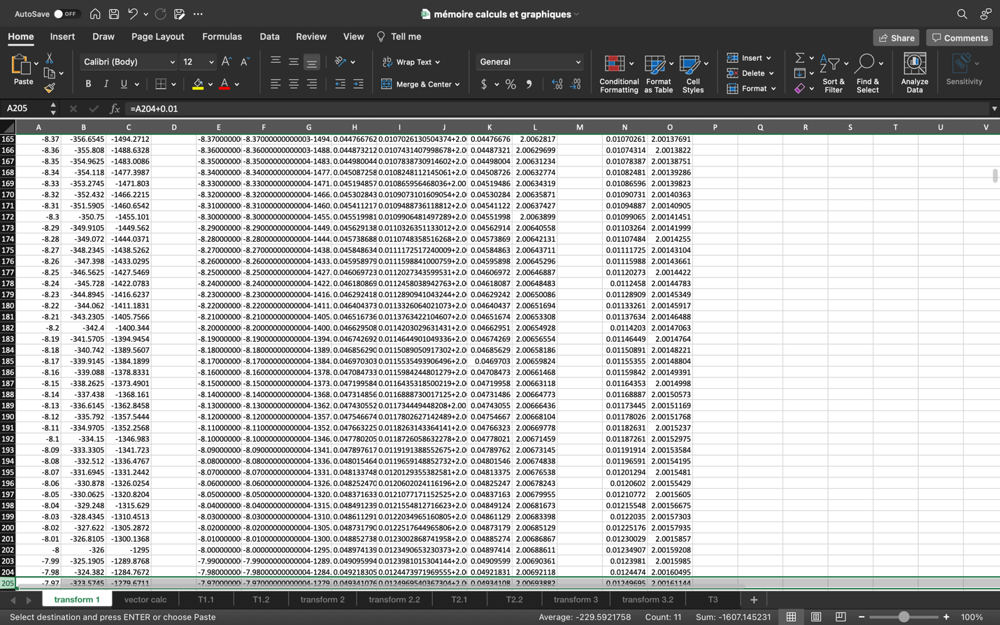 AutoSave OFF mémoire calculs et graphiques
Home Insert Draw Page Layout Formulas Data Review View Tell me Share Comments
Paste Calibri (Body) 12 Wrap Text General Conditional Formatting Format as Table Cell Styles Insert Sort & Filter Find & Select Analyze Data Sensitivity
B I U Merge & Center $ % Delete Format
A205 fx =A204+0.01
A B C D E F G H I J K L M N O P Q R S T U V
165 -8.37 -356.6545 -1494.2712 -8.37000000 -8.37000000000003-1494. 0.044766762 0.0107026130504374+2.0 0.04476676 2.0062817 0.01070261 2.00137691
166 -8.36 -355.808 -1488.6328 -8.36000000 -8.36000000000003-1488. 0.044873212 0.0107431407998678+2.0 0.04487321 2.00629699 0.01074314 2.0013822
167 -8.35 -354.9625 -1483.0086 -8.35000000 -8.35000000000004-1483. 0.044980044 0.0107838730914602+2.0 0.04498004 2.00631234 0.01078387 2.00138751
168 -8.34 -354.118 -1477.3987 -8.34000000 -8.34000000000004-1477. 0.045087258 0.0108248112145061+2.0 0.04508726 2.00632774 0.01082481 2.00139286
169 -8.33 -353.2745 -1471.803 -8.33000000 -8.33000000000004-1471. 0.045194857 0.010865956468036+2.00 0.04519486 2.00634319 0.01086596 2.00139823
170 -8.32 -352.432 -1466.2215 -8.32000000 -8.32000000000004-1466. 0.045302843 0.0109073101609054+2.0 0.04530284 2.00635871 0.01090731 2.00140363
171 -8.31 -351.5905 -1460.6542 -8.31000000 -8.31000000000004-1460. 0.045411217 0.0109488736118812+2.0 0.04541122 2.00637427 0.01094887 2.00140905
172 -8.3 -350.75 -1455.101 -8.30000000 -8.30000000000004-1455. 0.045519981 0.0109906481497289+2.0 0.04551998 2.0063899 0.01099065 2.00141451
173 -8.29 -349.9105 -1449.562 -8.29000000 -8.29000000000004-1449. 0.045629138 0.0110326351133012+2.0 0.04562914 2.00640558 0.01103264 2.00141999
174 -8.28 -349.072 -1444.0371 -8.28000000 -8.28000000000004-1444. 0.045738688 0.0110748358516268+2.0 0.04573869 2.00642131 0.01107484 2.0014255
175 -8.27 -348.2345 -1438.5262 -8.27000000 -8.27000000000004-1438. 0.045848634 0.0111172517240009+2.0 0.04584863 2.00643711 0.01111725 2.00143104
176 -8.26 -347.398 -1433.0295 -8.26000000 -8.26000000000004-1433. 0.045958979 0.0111598841000759+2.0 0.04595898 2.00645296 0.01115988 2.00143661
177 -8.25 -346.5625 -1427.5469 -8.25000000 -8.25000000000004-1427. 0.046069723 0.0112027343599531+2.0 0.04606972 2.00646887 0.01120273 2.0014422
178 -8.24 -345.728 -1422.0783 -8.24000000 -8.24000000000004-1422. 0.046180869 0.0112458038942763+2.0 0.04618087 2.00648483 0.0112458 2.00144783
179 -8.23 -344.8945 -1416.6237 -8.23000000 -8.23000000000004-1416. 0.046292418 0.0112890941043244+2.0 0.04629242 2.00650086 0.01128909 2.00145349
180 -8.22 -344.062 -1411.1831 -8.22000000 -8.22000000000004-1411. 0.046404373 0.0113326064021073+2.0 0.04640437 2.00651694 0.01133261 2.00145917
181 -8.21 -343.2305 -1405.7566 -8.21000000 -8.21000000000004-1405. 0.046516736 0.0113763422104607+2.0 0.04651674 2.00653308 0.01137634 2.00146488
182 -8.2 -342.4 -1400.344 -8.20000000 -8.20000000000004-1400. 0.046629508 0.0114203029631431+2.0 0.04662951 2.00654928 0.0114203 2.00147063
183 -8.19 -341.5705 -1394.9454 -8.19000000 -8.19000000000004-1394. 0.046742692 0.0114644901049336+2.0 0.04674269 2.00656554 0.01146449 2.0014764
184 -8.18 -340.742 -1389.5607 -8.18000000 -8.18000000000004-1389. 0.046856290 0.0115089050917302+2.0 0.04685629 2.00658186 0.01150891 2.00148221
185 -8.17 -339.9145 -1384.1899 -8.17000000 -8.17000000000004-1384. 0.046970303 0.0115535493906496+2.0 0.0469703 2.00659824 0.01155355 2.00148804
186 -8.16 -339.088 -1378.8331 -8.16000000 -8.16000000000004-1378. 0.047084733 0.0115984244801279+2.0 0.04708473 2.00661468 0.01159842 2.00149391
187 -8.15 -338.2625 -1373.4901 -8.15000000 -8.15000000000004-1373. 0.047199584 0.0116435318500219+2.0 0.04719958 2.00663118 0.01164353 2.0014998
188 -8.14 -337.438 -1368.161 -8.14000000 -8.14000000000004-1368. 0.047314856 0.0116888730017125+2.0 0.04731486 2.00664773 0.01168887 2.00150573
189 -8.13 -336.6145 -1362.8458 -8.13000000 -8.13000000000004-1362. 0.047430552 0.011734449448208+2.00 0.04743055 2.00666436 0.01173445 2.00151169
190 -8.12 -335.792 -1357.5444 -8.12000000 -8.12000000000004-1357. 0.047546674 0.0117802627142489+2.0 0.04754667 2.00668104 0.01178026 2.00151768
191 -8.11 -334.9705 -1352.2568 -8.11000000 -8.11000000000004-1352. 0.047663225 0.0118263143364141+2.0 0.04766323 2.00669778 0.01182631 2.0015237
192 -8.1 -334.15 -1346.983 -8.10000000 -8.10000000000004-1346. 0.047780205 0.0118726058632278+2.0 0.04778021 2.00671459 0.01187261 2.00152975
193 -8.09 -333.3305 -1341.723 -8.09000000 -8.09000000000004-1341. 0.047897617 0.0119191388552675+2.0 0.04789762 2.00673145 0.01191914 2.00153584
194 -8.08 -332.512 -1336.4767 -8.08000000 -8.08000000000004-1336. 0.048015464 0.0119659148852732+2.0 0.04801546 2.00674838 0.01196591 2.00154195
195 -8.07 -331.6945 -1331.2442 -8.07000000 -8.07000000000004-1331. 0.048133748 0.0120129355382581+2.0 0.04813375 2.00676538 0.01201294 2.0015481
196 -8.06 -330.878 -1326.0254 -8.06000000 -8.06000000000004-1326. 0.048252470 0.0120602024116196+2.0 0.04825247 2.00678243 0.0120602 2.00155429
197 -8.05 -330.0625 -1320.8204 -8.05000000 -8.05000000000004-1320. 0.048371633 0.0121077171152525+2.0 0.04837163 2.00679955 0.01210772 2.0015605
198 -8.04 -329.248 -1315.629 -8.04000000 -8.04000000000004-1315. 0.048491239 0.0121554812716623+2.0 0.04849124 2.00681673 0.01215548 2.00156675
199 -8.03 -328.4345 -1310.4513 -8.03000000 -8.03000000000004-1310. 0.048611291 0.0122034965160805+2.0 0.04861129 2.00683398 0.0122035 2.00157303
200 -8.02 -327.622 -1305.2872 -8.02000000 -8.02000000000004-1305. 0.048731790 0.0122517644965806+2.0 0.04873179 2.00685129 0.01225176 2.00157935
201 -8.01 -326.8105 -1300.1368 -8.01000000 -8.01000000000004-1300. 0.048852738 0.0123002868741958+2.0 0.04885274 2.00686867 0.01230029 2.0015857
202 -8 -326 -1295 -8.00000000 -8.00000000000004-1295. 0.048974139 0.0123490653230373+2.0 0.04897414 2.00688611 0.01234907 2.00159208
203 -7.99 -325.1905 -1289.8768 -7.99000000 -7.99000000000004-1289. 0.049095994 0.0123981015304144+2.0 0.04909599 2.00690361 0.0123981 2.0015985
204 -7.98 -324.382 -1284.7672 -7.98000000 -7.98000000000004-1284. 0.049218305 0.0124473971969555+2.0 0.04921831 2.00692118 0.0124474 2.00160495
205 -7.97 -323.5745 -1279.6711 -7.97000000 -7.97000000000004-1279. 0.049341076 0.0124969540367304+2.0 0.04934108 2.00693882 0.01249695 2.00161144
transform 1 vector calc T1.1 T1.2 transform 2 transform 2.2 T2.1 T2.2 transform 3 transform 3.2 T3 +
Select destination and press ENTER or choose Paste Average: -229.5921758 Count: 11 Sum: -1607.145231 100%